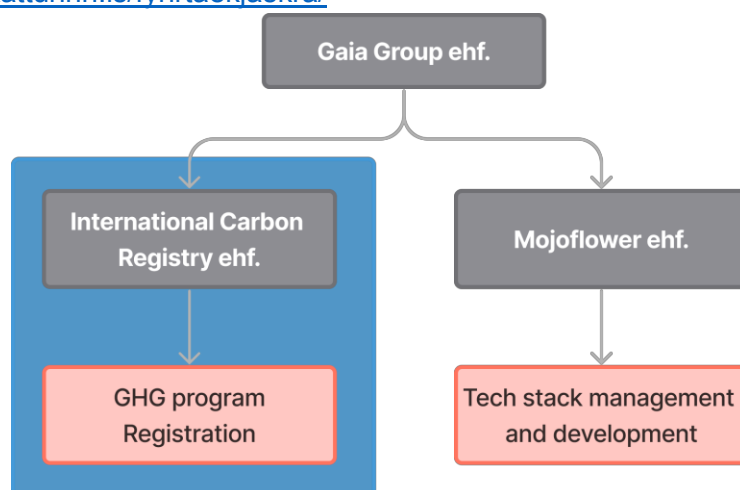 Gaia Group ehf.
International Carbon
Registry ehf.
Mojoflower ehf.
GHG program
Registration
Tech stack management
and development